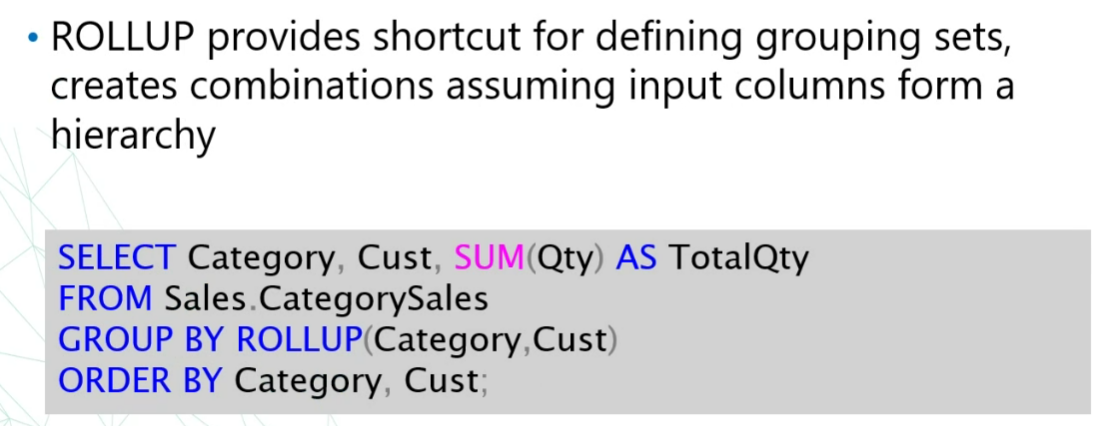 • ROLLUP provides shortcut for defining grouping sets,
creates combinations assuming input columns form a
hierarchy
SELECT Category, Cust, SUM(Qty) AS TotalQty
FROM Sales.CategorySales
GROUP BY ROLLUP(Category,Cust)
ORDER BY Category, Cust;